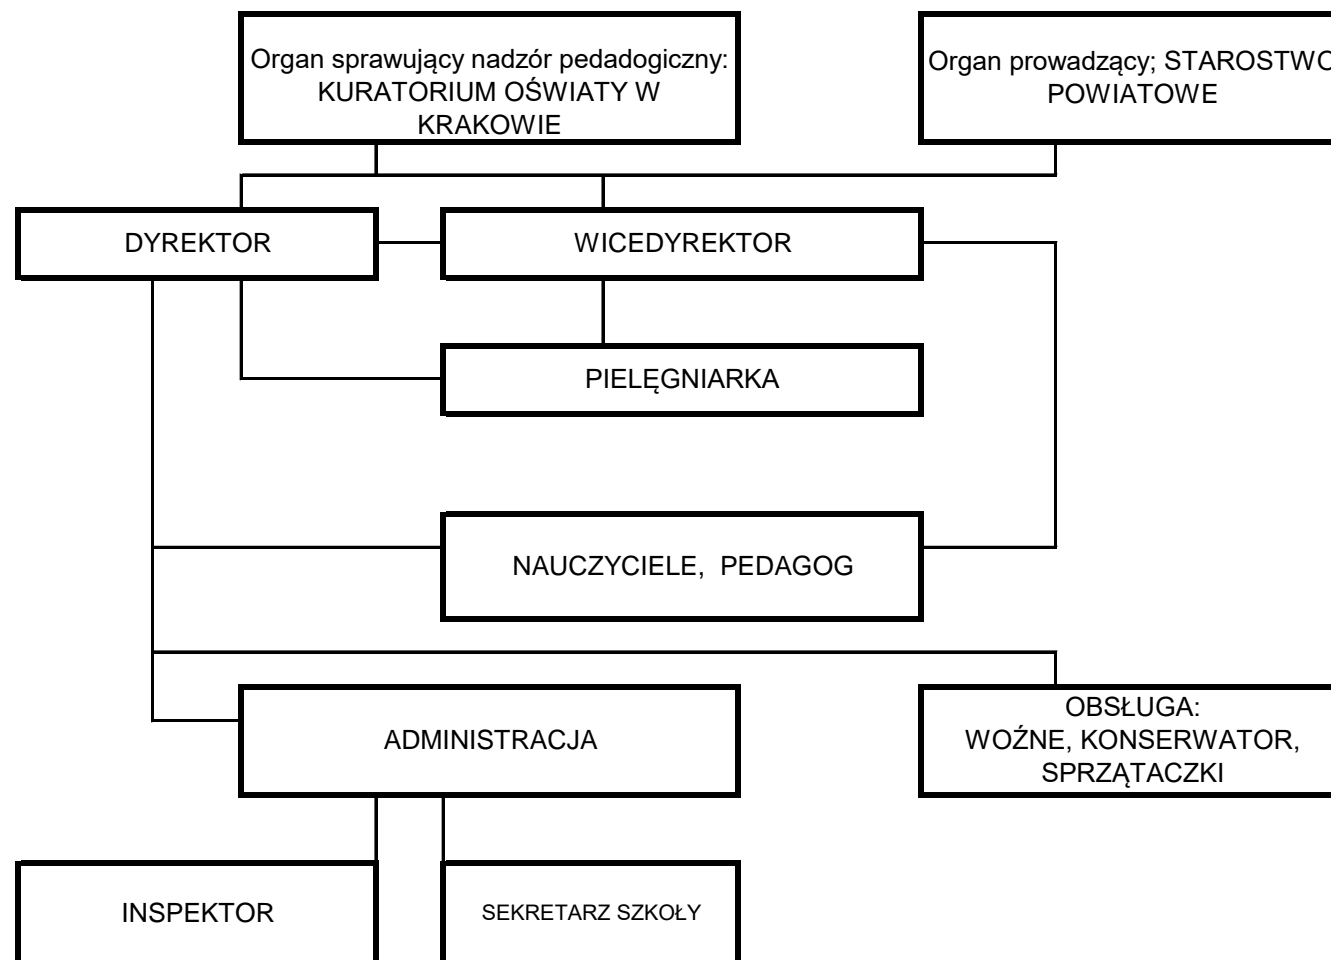 Organ sprawujący nadzór pedadogiczny:
KURATORIUM OŚWIATY W
KRAKOWIE
Organ prowadzący; STAROSTWO
POWIATOWE
DYREKTOR
WICEDYREKTOR
PIELĘGNIARKA
NAUCZYCIELE, PEDAGOG
ADMINISTRACJA
OBSŁUGA:
WOŹNE, KONSERWATOR,
SPRZĄTACZKI
INSPEKTOR
SEKRETARZ SZKOŁY